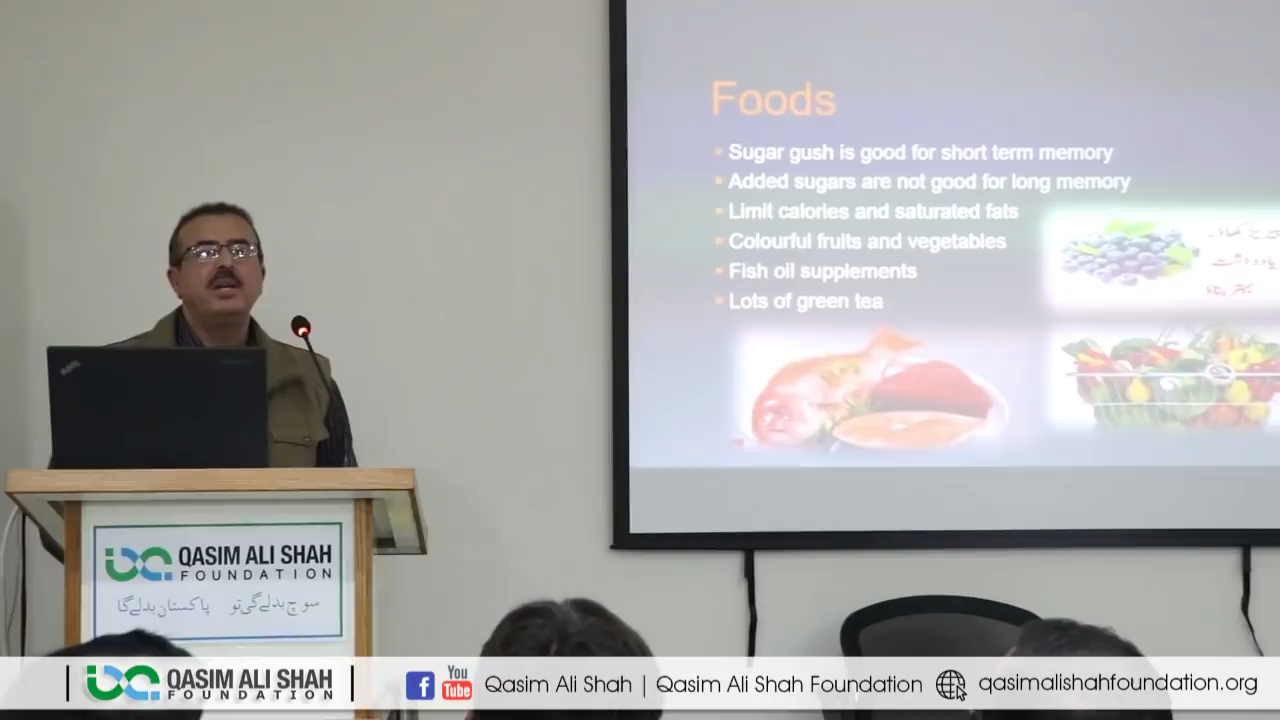 Foods
Sugar gush is good for short term memory
Added sugars are not good for long memory
Limit calories and saturated fats
Colourful fruits and vegetables
Fish oil supplements
Lots of green tea
یادداشت
QASIM ALI SHAH
FOUNDATION
سوچ بدلے گی تو پاکستان بدلے گا
QASIM ALI SHAH
FOUNDATION
f You Tube Qasim Ali Shah | Qasim Ali Shah Foundation qasimalishahfoundation.org